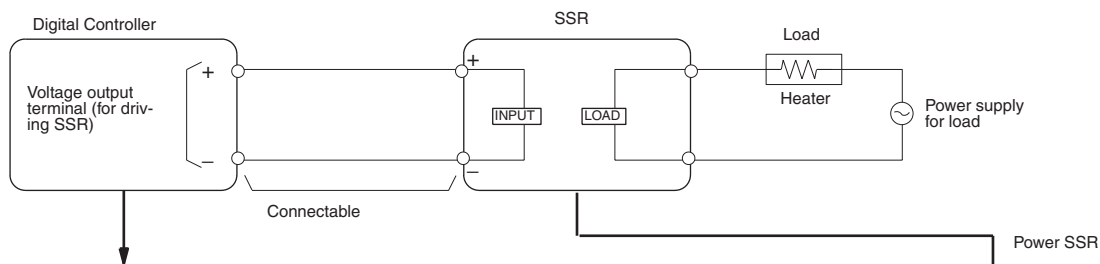 Digital Controller
SSR
Load
+
+
Voltage output
terminal (for driv-
ing SSR)
INPUT
LOAD
Heater
Power supply
for load
−
−
Connectable
Power SSR